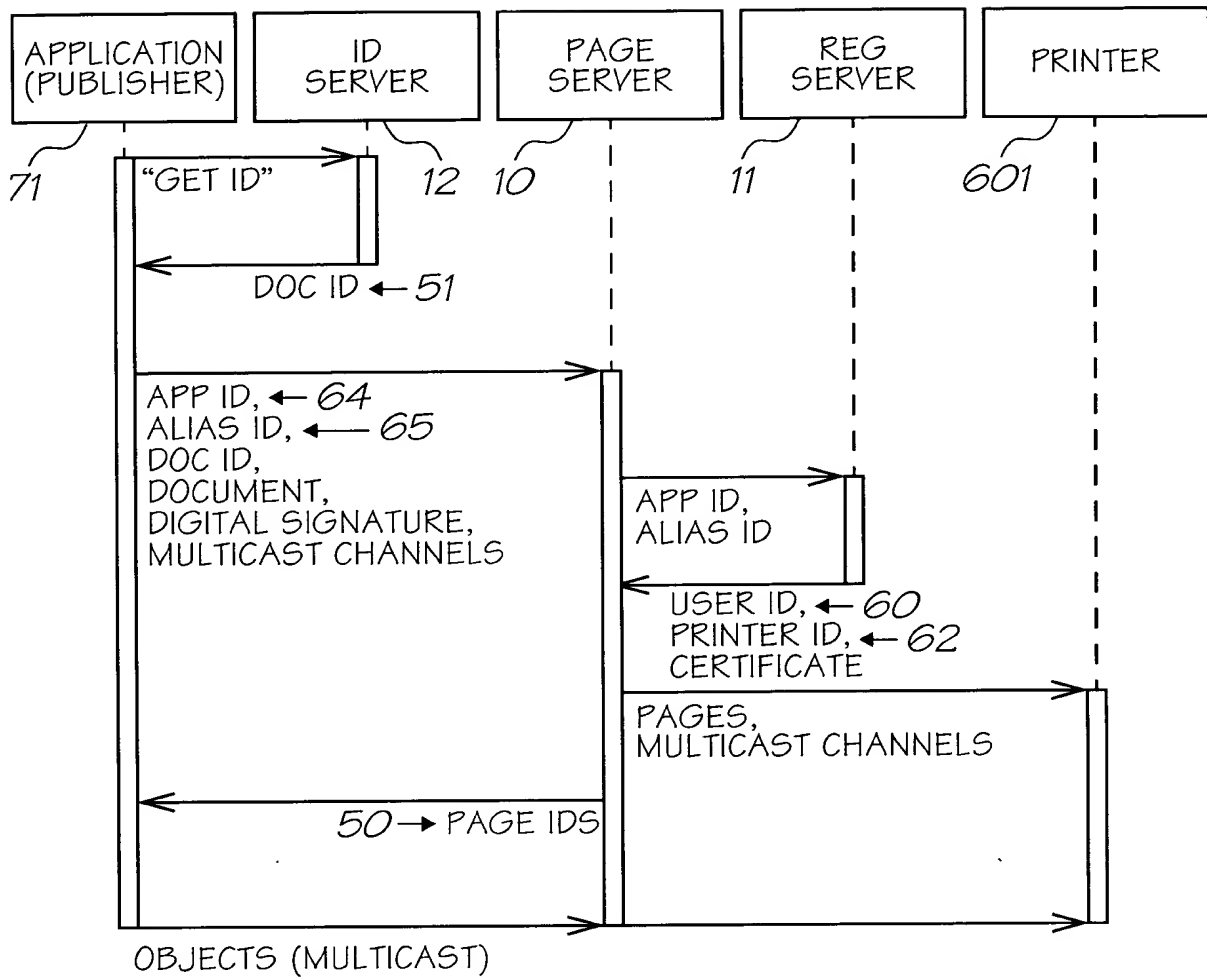 APPLICATION
(PUBLISHER)
ID
SERVER
PAGE
SERVER
REG
SERVER
PRINTER
71
12
10
11
601
“GET ID”
DOC ID ← 51
APP ID, ← 64
ALIAS ID, ← 65
DOC ID,
DOCUMENT,
DIGITAL SIGNATURE,
MULTICAST CHANNELS
APP ID,
ALIAS ID
USER ID, ← 60
PRINTER ID, ← 62
CERTIFICATE
PAGES,
MULTICAST CHANNELS
50 → PAGE IDS
OBJECTS (MULTICAST)